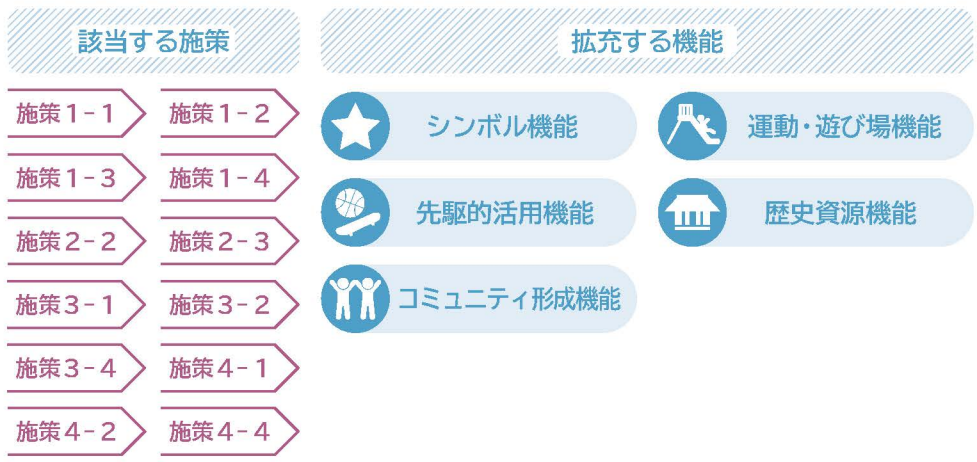 該当する施策
施策1-1
施策1-2
施策1-3
施策1-4
施策2-2
施策2-3
施策3-1
施策3-2
施策3-4
施策4-1
施策4-2
施策4-4
拡充する機能
シンボル機能
運動・遊び場機能
先駆的活用機能
歴史資源機能
コミュニティ形成機能